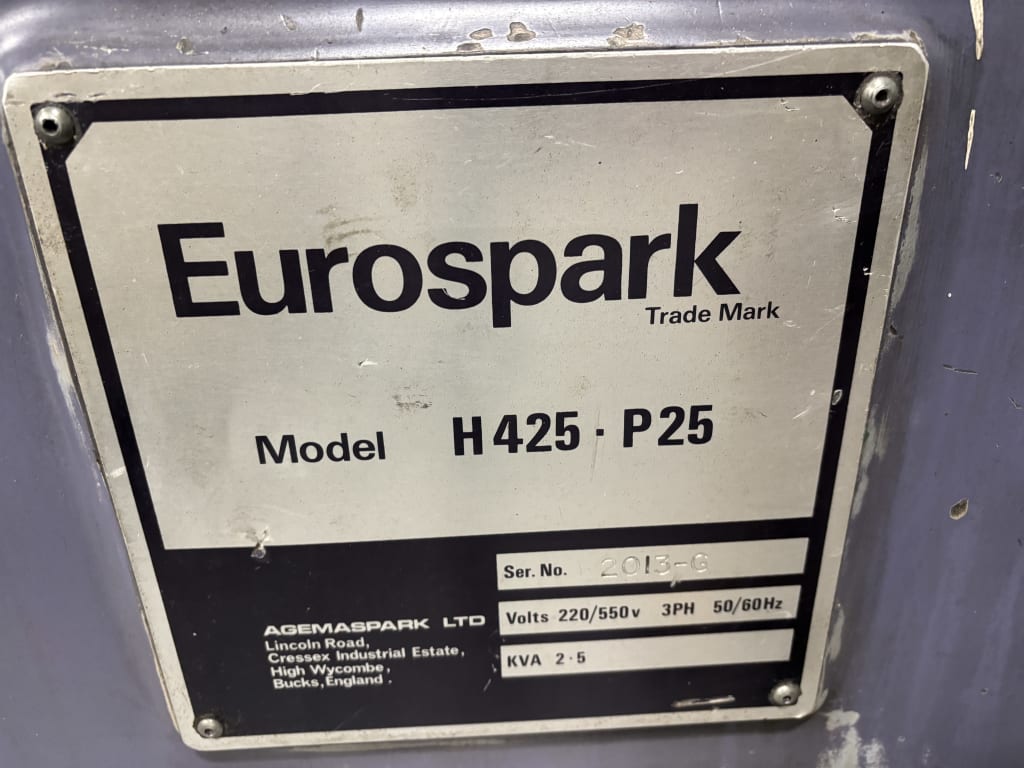 Eurospark
Trade Mark
Model H425·P25
Ser. No. 2013-G
Volts 220/550v 3PH 50/60Hz
KVA 2·5
AGEMASPARK LTD
Lincoln Road,
Cressex Industrial Estate,
High Wycombe,
Bucks, England.